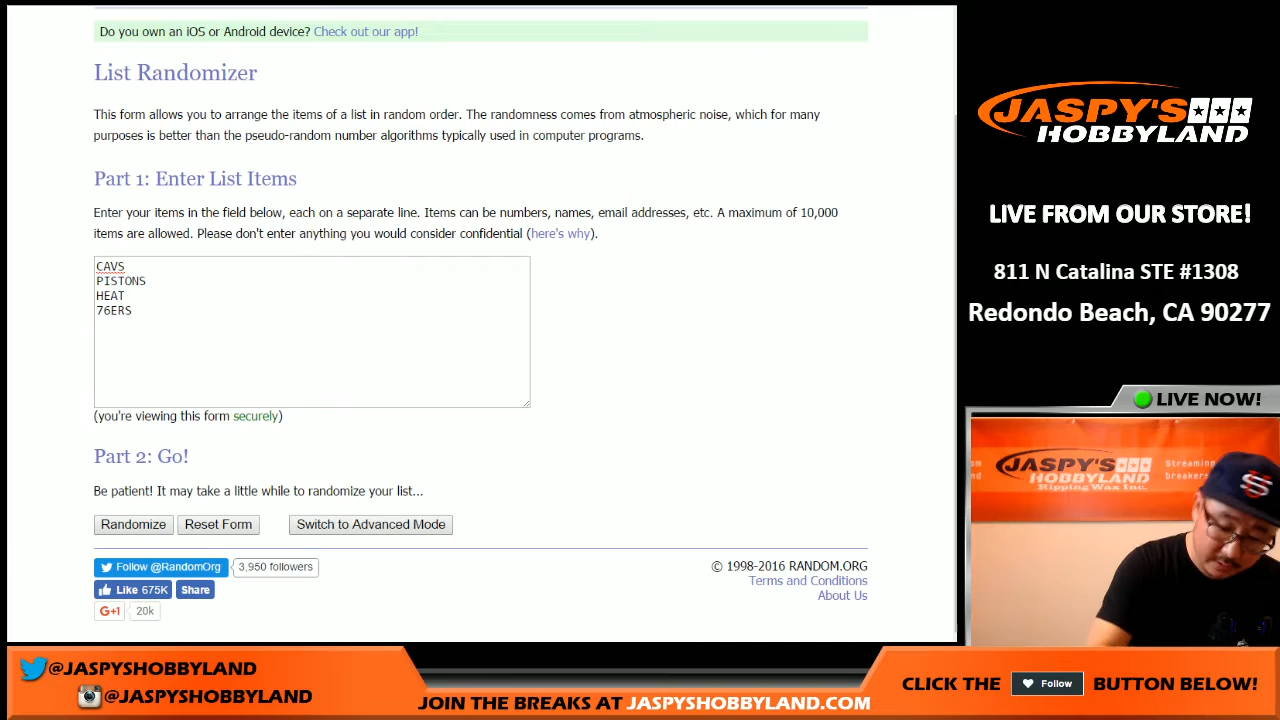 Do you own an iOS or Android device? Check out our app!
List Randomizer
This form allows you to arrange the items of a list in random order. The randomness comes from atmospheric noise, which for many
purposes is better than the pseudo-random number algorithms typically used in computer programs.
Part 1: Enter List Items
Enter your items in the field below, each on a separate line. Items can be numbers, names, email addresses, etc. A maximum of 10,000
items are allowed. Please don't enter anything you would consider confidential (here's why).
CAVS
PISTONS
HEAT
76ERS
(you're viewing this form securely)
Part 2: Go!
Be patient! It may take a little while to randomize your list...
Randomize Reset Form Switch to Advanced Mode
Follow @RandomOrg 3,950 followers
Like 675K Share
G+1 20k
© 1998-2016 RANDOM.ORG
Terms and Conditions
About Us
JASPY'S
HOBBYLAND
LIVE FROM OUR STORE!
811 N Catalina STE #1308
Redondo Beach, CA 90277
LIVE NOW!
JASPY'S
HOBBYLAND
Ripping Wax Inc.
Streaming
breakers
@JASPYSHOBBYLAND
@JASPYSHOBBYLAND
JOIN THE BREAKS AT JASPYSHOBBYLAND.COM
CLICK THE Follow BUTTON BELOW!